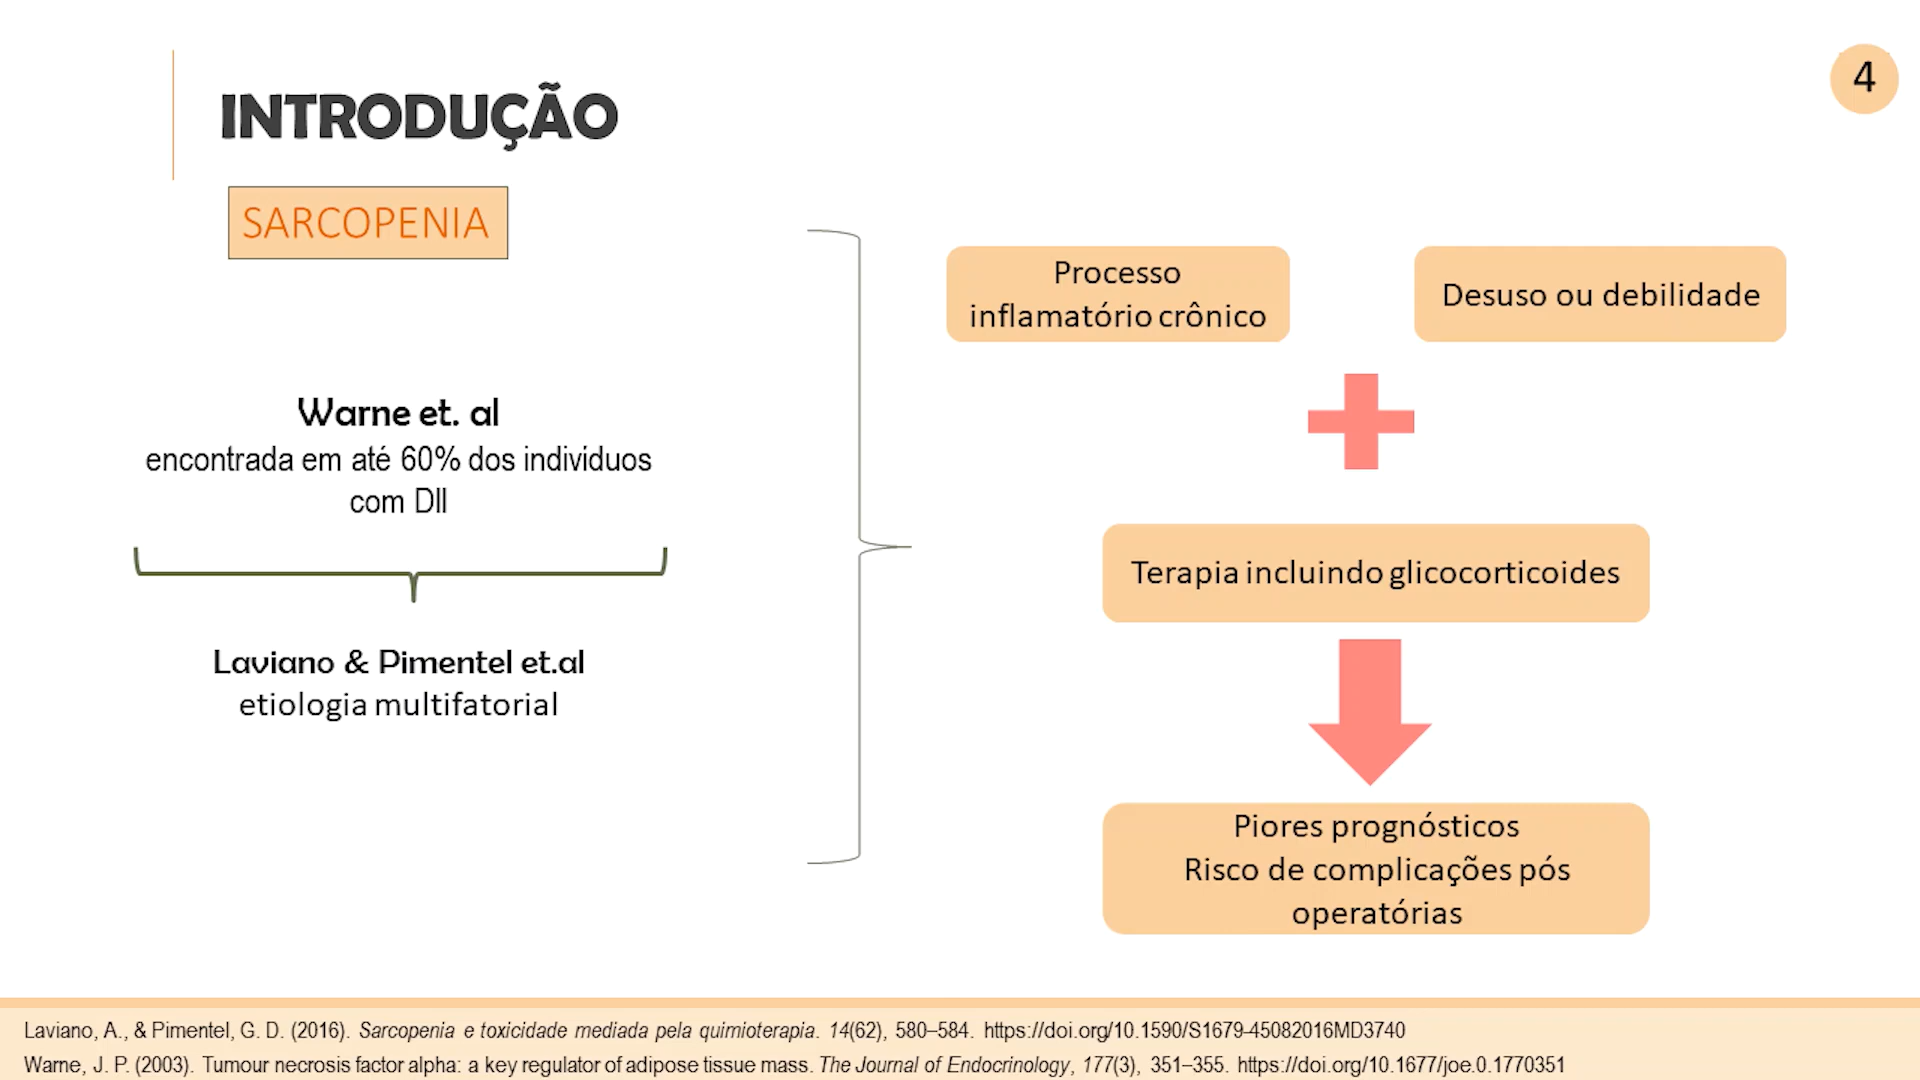 4
INTRODUÇÃO
SARCOPENIA
Warne et. al
encontrada em até 60% dos individuos
com DII
Laviano & Pimentel et.al
etiologia multifatorial
Processo
inflamatório crônico
Desuso ou debilidade
Terapia incluindo glicocorticoides
Piores prognósticos
Risco de complicações pós
operatórias
Laviano, A., & Pimentel, G. D. (2016). Sarcopenia e toxicidade mediada pela quimioterapia. 14(62), 580–584. https://doi.org/10.1590/S1679-45082016MD3740
Warne, J. P. (2003). Tumour necrosis factor alpha: a key regulator of adipose tissue mass. The Journal of Endocrinology, 177(3), 351–355. https://doi.org/10.1677/joe.0.1770351